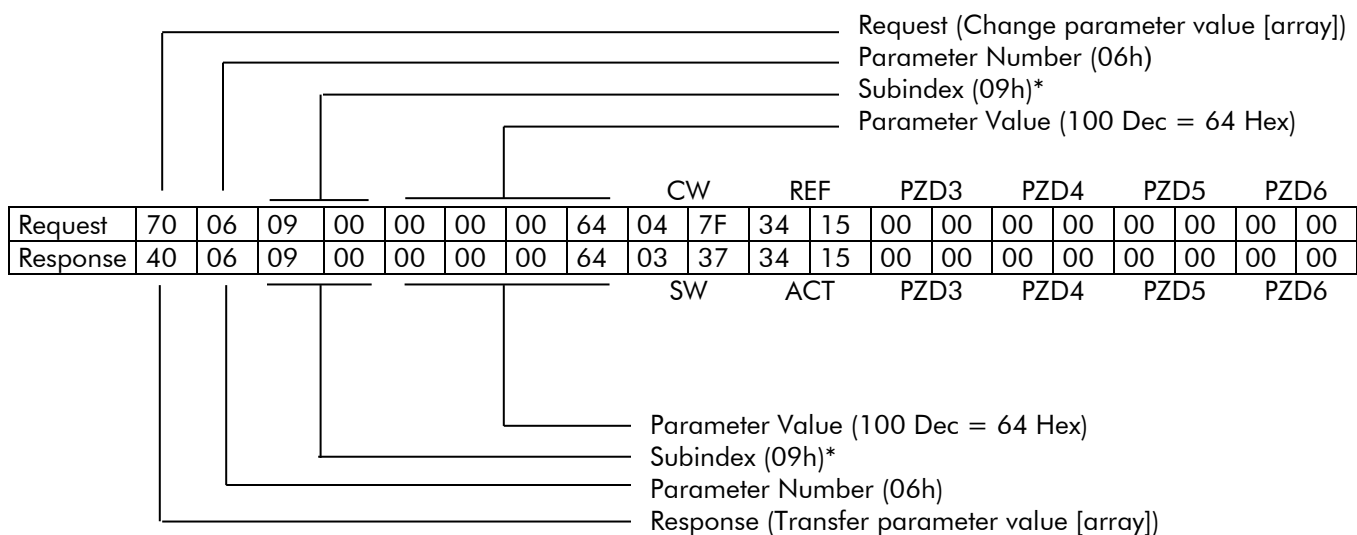 Request (Change parameter value [array])
Parameter Number (06h)
Subindex (09h)*
Parameter Value (100 Dec = 64 Hex)
CW REF PZD3 PZD4 PZD5 PZD6
Request 70 06 09 00 00 00 00 64 04 7F 34 15 00 00 00 00 00 00 00 00
Response 40 06 09 00 00 00 00 64 03 37 34 15 00 00 00 00 00 00 00 00
SW ACT PZD3 PZD4 PZD5 PZD6
Parameter Value (100 Dec = 64 Hex)
Subindex (09h)*
Parameter Number (06h)
Response (Transfer parameter value [array])